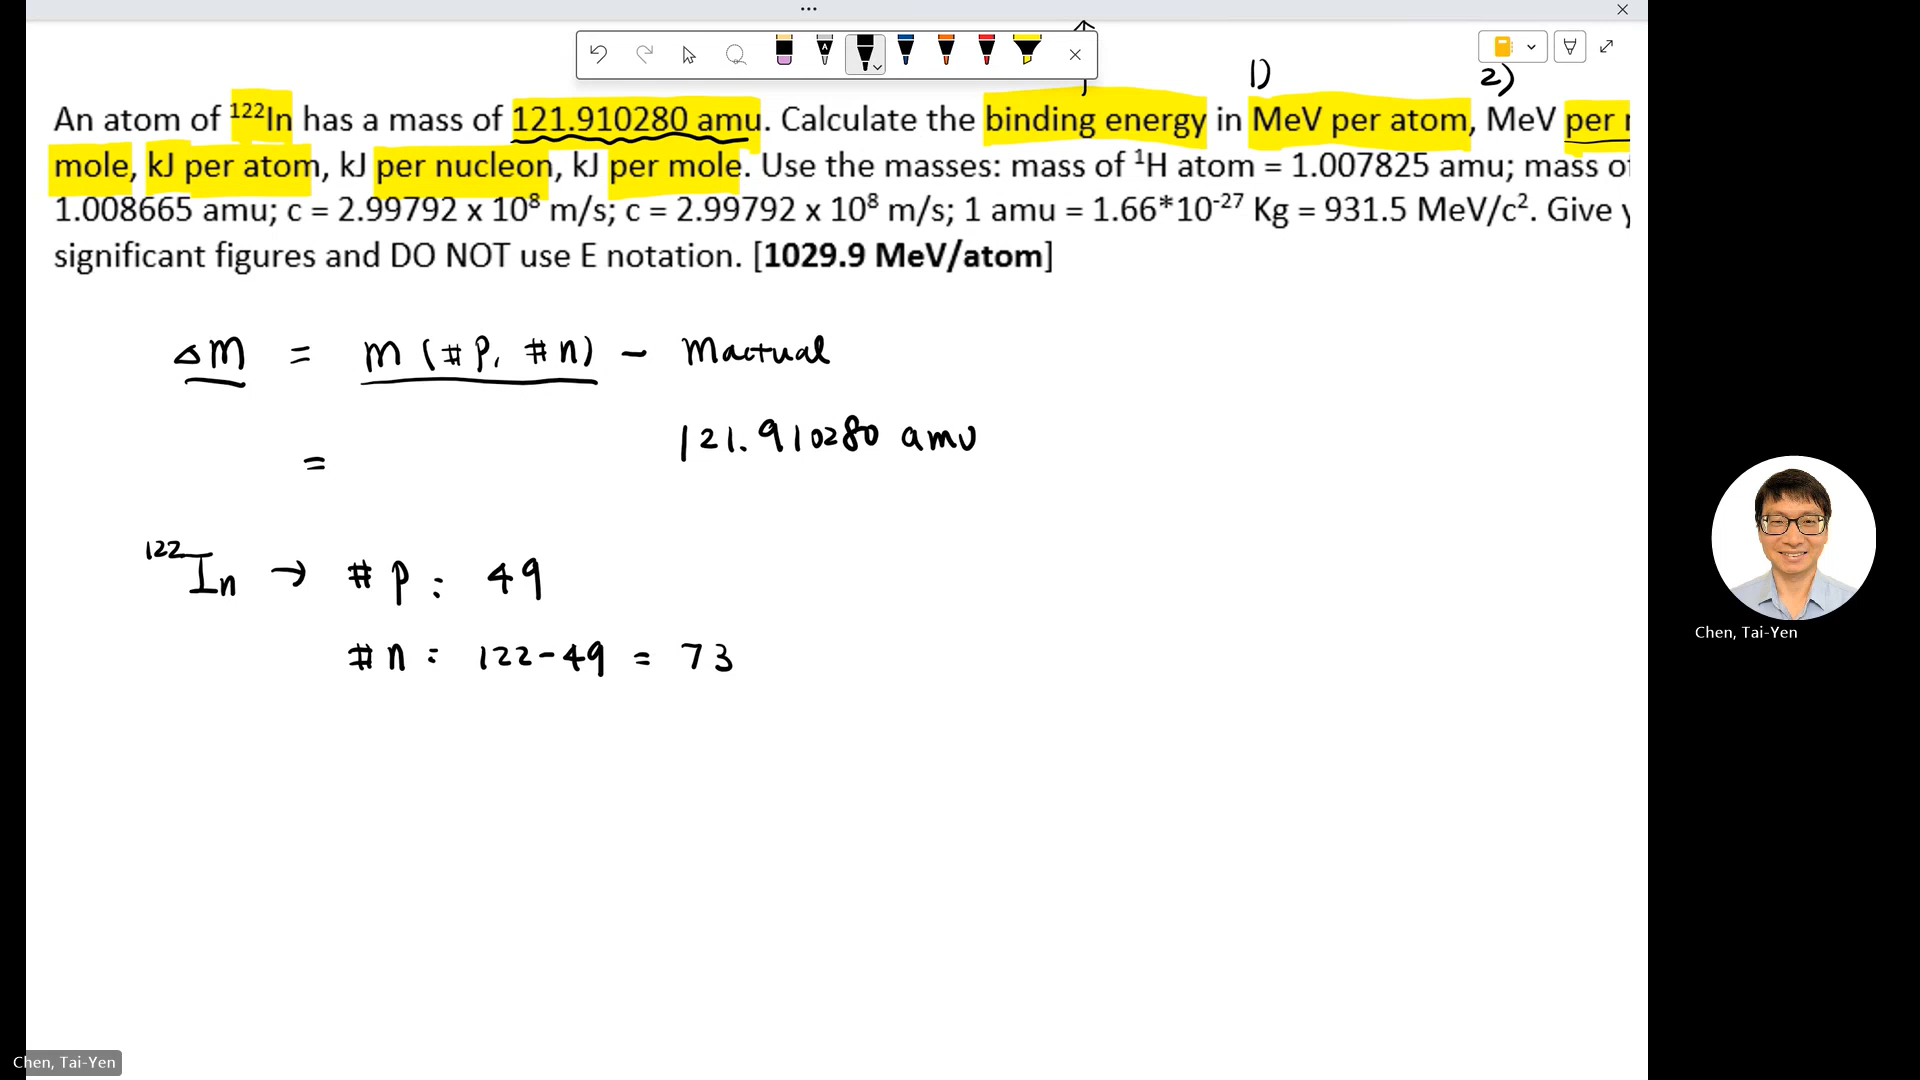 1)
2)
An atom of ¹²²In has a mass of 121.910280 amu. Calculate the binding energy in MeV per atom, MeV per
mole, kJ per atom, kJ per nucleon, kJ per mole. Use the masses: mass of ¹H atom = 1.007825 amu; mass of
1.008665 amu; c = 2.99792 x 10⁸ m/s; c = 2.99792 x 10⁸ m/s; 1 amu = 1.66*10⁻²⁷ Kg = 931.5 MeV/c². Give
significant figures and DO NOT use E notation. [1029.9 MeV/atom]
△m = m (#p, #n) - mactual
= 121.910280 amu
¹²²In → #p: 49
#n: 122-49 = 73
Chen, Tai-Yen
Chen, Tai-Yen